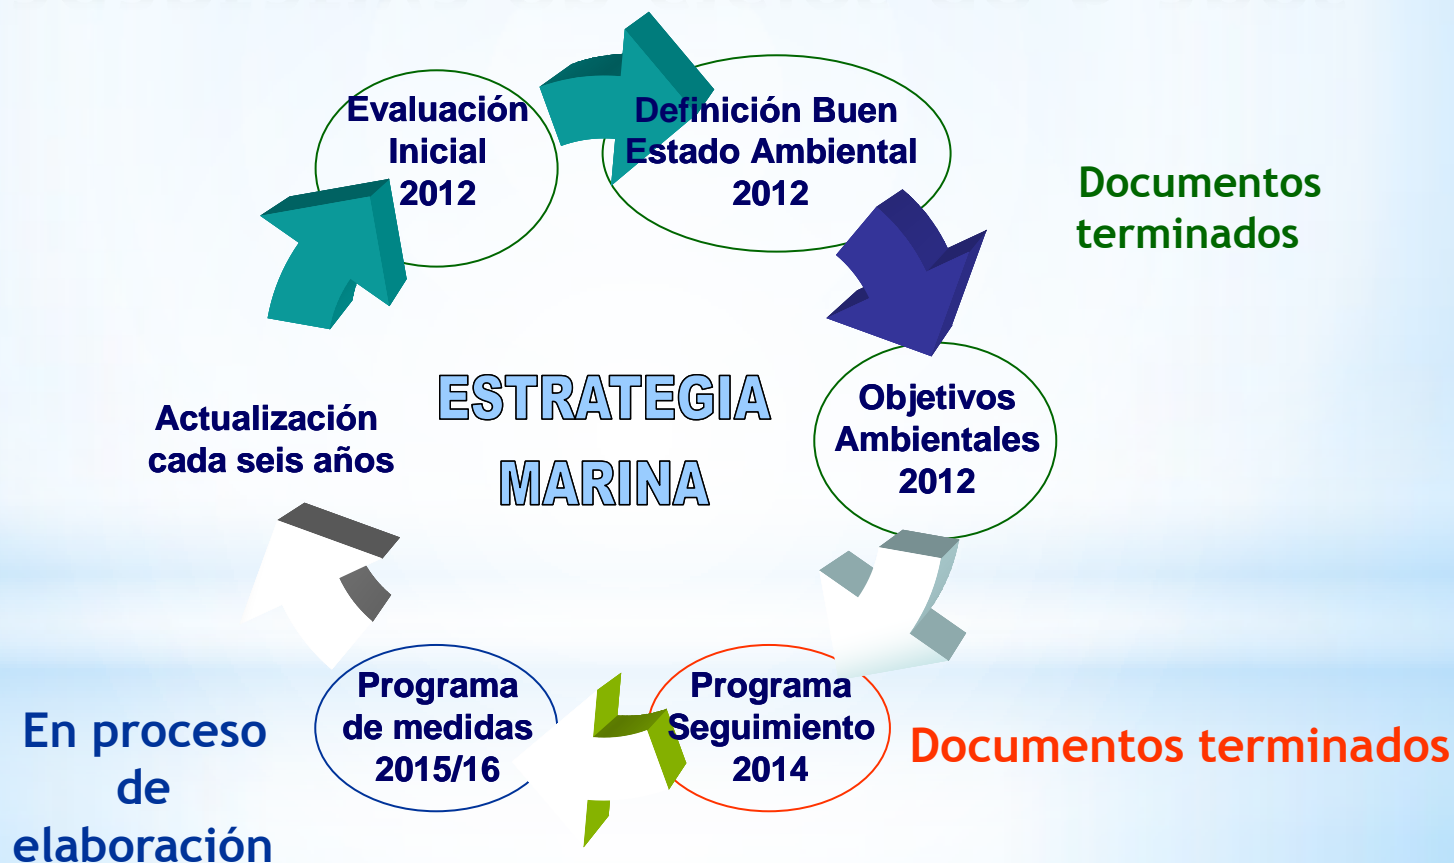 Evaluación
Inicial
2012
Definición Buen
Estado Ambiental
2012
Documentos
terminados
ESTRATEGIA
MARINA
Objetivos
Ambientales
2012
Actualización
cada seis años
Programa
de medidas
2015/16
Programa
Seguimiento
2014
En proceso
de
elaboración
Documentos terminados